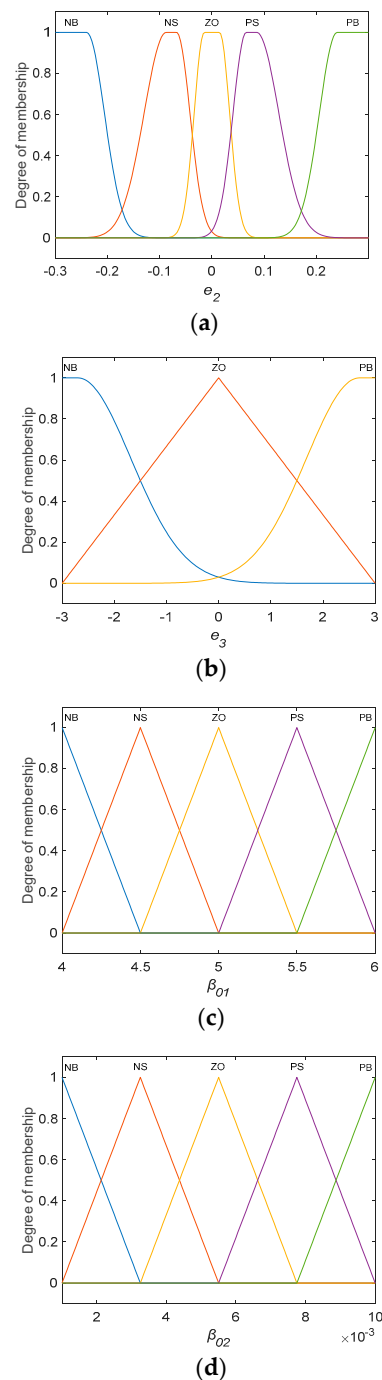 NB NS ZO PS PB
1
0.8
0.6
0.4
0.2
0
Degree of membership
-0.3 -0.2 -0.1 0 0.1 0.2
e2
(a)
NB ZO PB
1
0.8
0.6
0.4
0.2
0
Degree of membership
-3 -2 -1 0 1 2 3
e3
(b)
NB NS ZO PS PB
1
0.8
0.6
0.4
0.2
0
Degree of membership
4 4.5 5 5.5 6
β01
(c)
NB NS ZO PS PB
1
0.8
0.6
0.4
0.2
0
Degree of membership
2 4 6 8 10
β02
×10-3
(d)